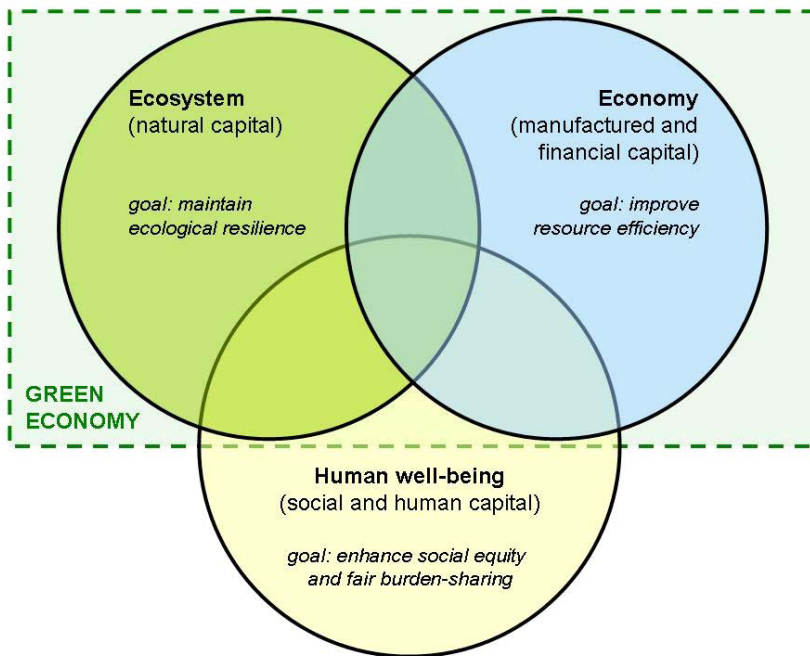 Ecosystem
(natural capital)
goal: maintain
ecological resilience
Economy
(manufactured and
financial capital)
goal: improve
resource efficiency
GREEN
ECONOMY
Human well-being
(social and human capital)
goal: enhance social equity
and fair burden-sharing